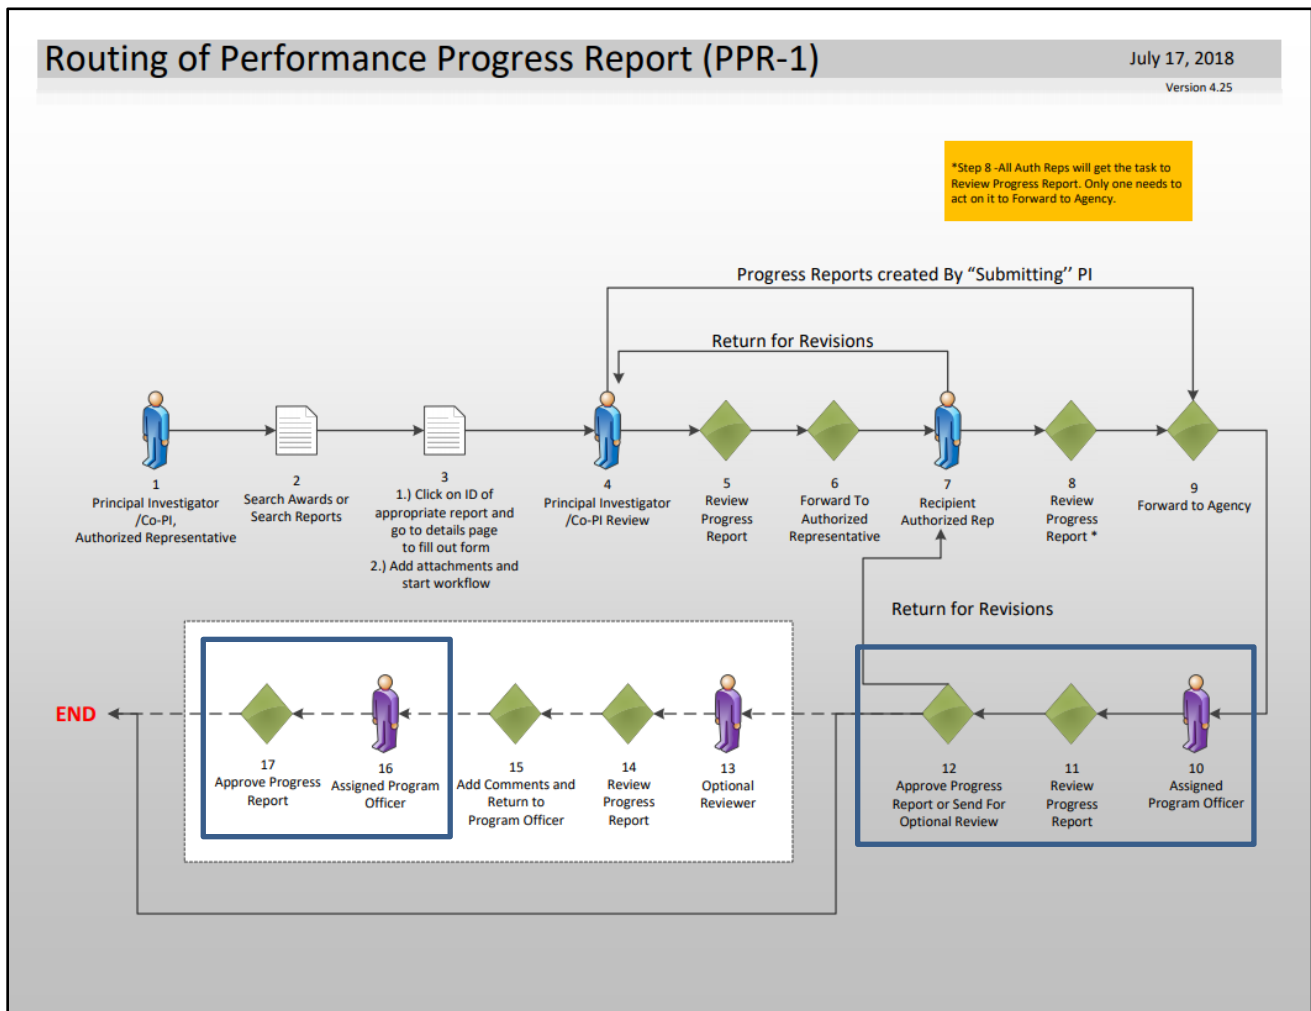 Routing of Performance Progress Report (PPR-1)
July 17, 2018
Version 4.25
*Step 8 -All Auth Reps will get the task to
Review Progress Report. Only one needs to
act on it to Forward to Agency.
Progress Reports created By “Submitting’’ PI
Return for Revisions
1
Principal Investigator
/Co-PI,
Authorized Representative
2
Search Awards or
Search Reports
3
1.) Click on ID of
appropriate report and
go to details page
to fill out form
2.) Add attachments and
start workflow
4
Principal Investigator
/Co-PI Review
5
Review
Progress
Report
6
Forward To
Authorized
Representative
7
Recipient
Authorized Rep
8
Review
Progress
Report *
9
Forward to Agency
Return for Revisions
END
17
Approve Progress
Report
16
Assigned Program
Officer
15
Add Comments and
Return to
Program Officer
14
Review
Progress
Report
13
Optional
Reviewer
12
Approve Progress
Report or Send For
Optional Review
11
Review
Progress
Report
10
Assigned
Program Officer